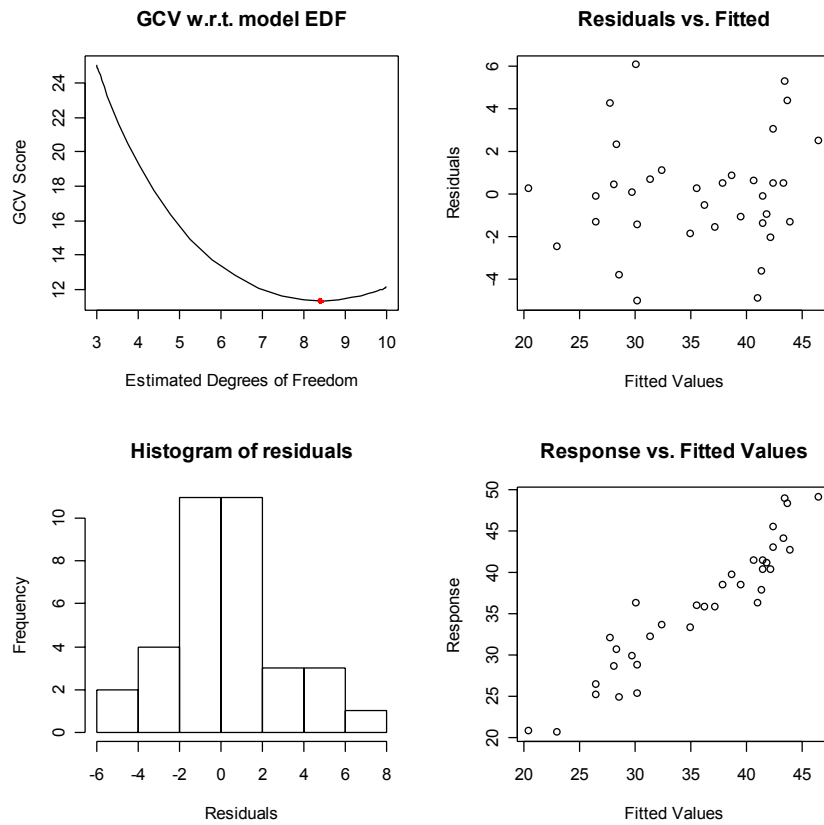 GCV w.r.t. model EDF
GCV Score
24
22
20
18
16
14
12
3 4 5 6 7 8 9 10
Estimated Degrees of Freedom
Residuals vs. Fitted
Residuals
6
4
2
0
-2
-4
20 25 30 35 40 45
Fitted Values
Histogram of residuals
Frequency
10
8
6
4
2
0
-6 -4 -2 0 2 4 6 8
Residuals
Response vs. Fitted Values
Response
50
45
40
35
30
25
20
20 25 30 35 40 45
Fitted Values